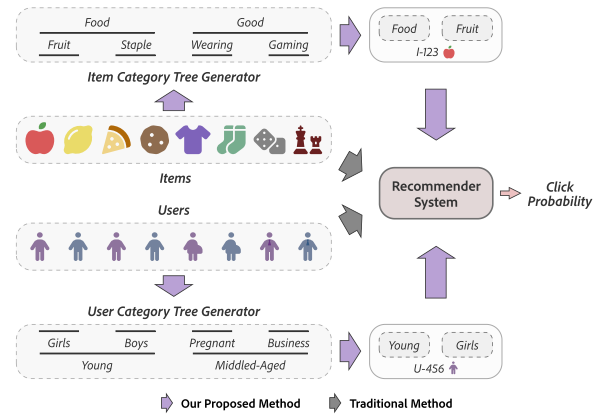 Food Good
Fruit Staple Wearing Gaming
Item Category Tree Generator
Food Fruit
I-123
Items
Users
Recommender
System
Click
Probability
User Category Tree Generator
Girls Boys Pregnant Business
Young Middled-Aged
Young Girls
U-456
Our Proposed Method Traditional Method